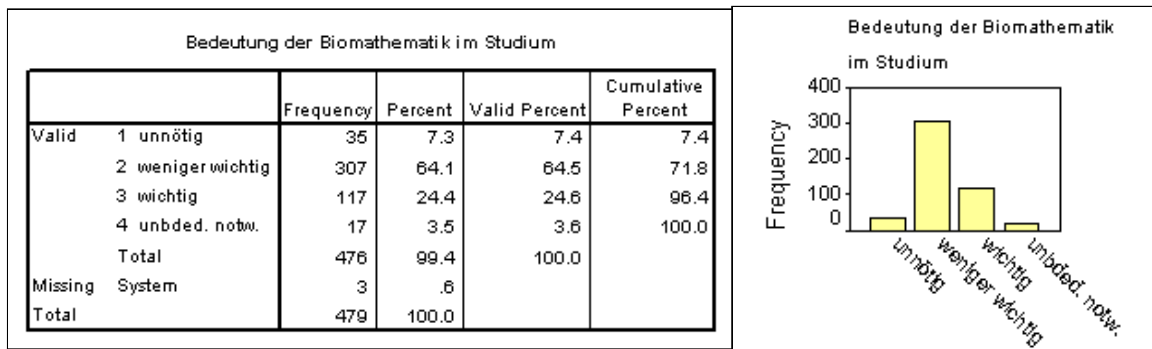 Bedeutung der Biomathematik im Studium
Frequency Percent Valid Percent Cumulative Percent
Valid 1 unnötig 35 7.3 7.4 7.4
2 weniger wichtig 307 64.1 64.5 71.8
3 wichtig 117 24.4 24.6 96.4
4 unbded. notw. 17 3.5 3.6 100.0
Total 476 99.4 100.0
Missing System 3 .6
Total 479 100.0
Bedeutung der Biomathematik
im Studium
Frequency
400
300
200
100
0
unnötig
weniger wichtig
wichtig
unbded. notw.